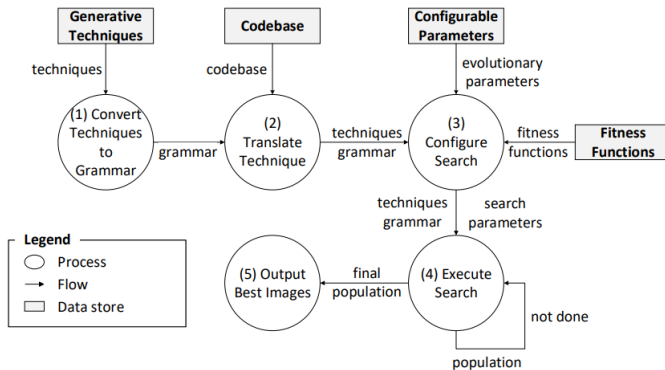 Generative
Techniques
Codebase
Configurable
Parameters
techniques
codebase
evolutionary
parameters
(1) Convert
Techniques
to
Grammar
grammar
(2)
Translate
Technique
techniques
grammar
(3)
Configure
Search
fitness
functions
Fitness
Functions
techniques
grammar
search
parameters
Legend
Process
Flow
Data store
(5) Output
Best Images
final
population
(4) Execute
Search
not done
population